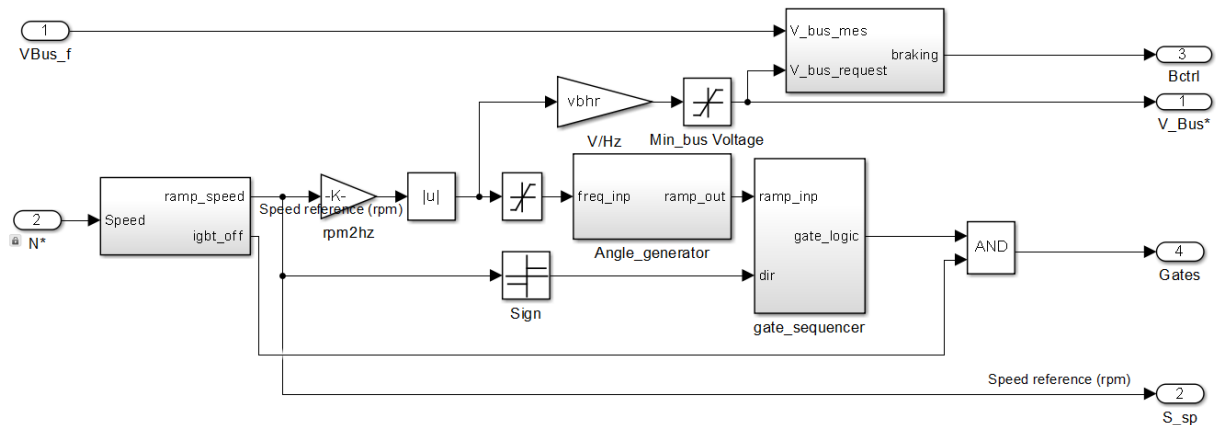 1
VBus_f
V_bus_mes
V_bus_request
braking
3
Bctrl
1
V_Bus*
vbhr
V/Hz
Min_bus Voltage
2
N*
Speed
ramp_speed
igbt_off
-K-
Speed reference (rpm)
rpm2hz
|u|
freq_inp
ramp_out
Angle_generator
ramp_inp
gate_logic
dir
gate_sequencer
Sign
AND
4
Gates
Speed reference (rpm)
2
S_sp